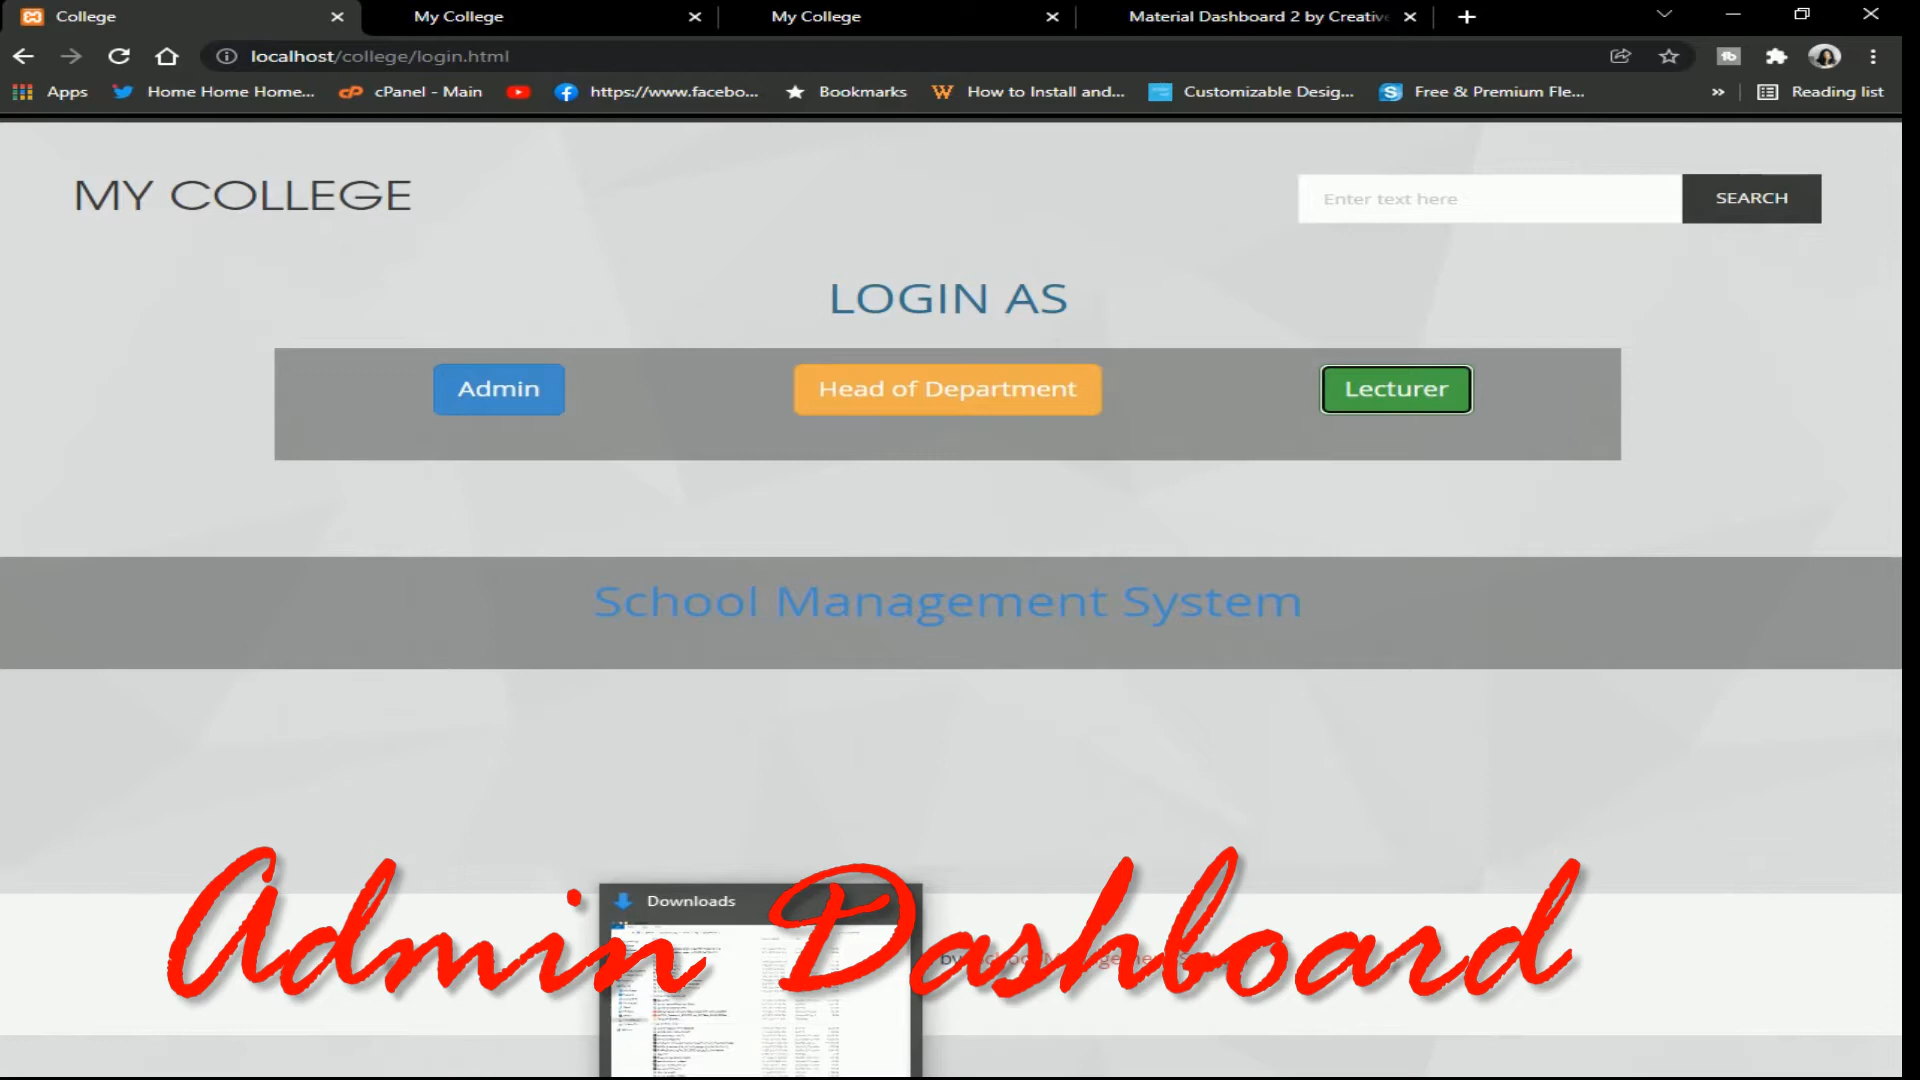 College
My College
My College
Material Dashboard 2 by Creative
localhost/college/login.html
Apps
Home Home Home...
cPanel - Main
https://www.facebo...
Bookmarks
How to Install and...
Customizable Desig...
Free & Premium Fle...
Reading list
MY COLLEGE
Enter text here
SEARCH
LOGIN AS
Admin
Head of Department
Lecturer
School Management System
Downloads
Admin Dashboard
by